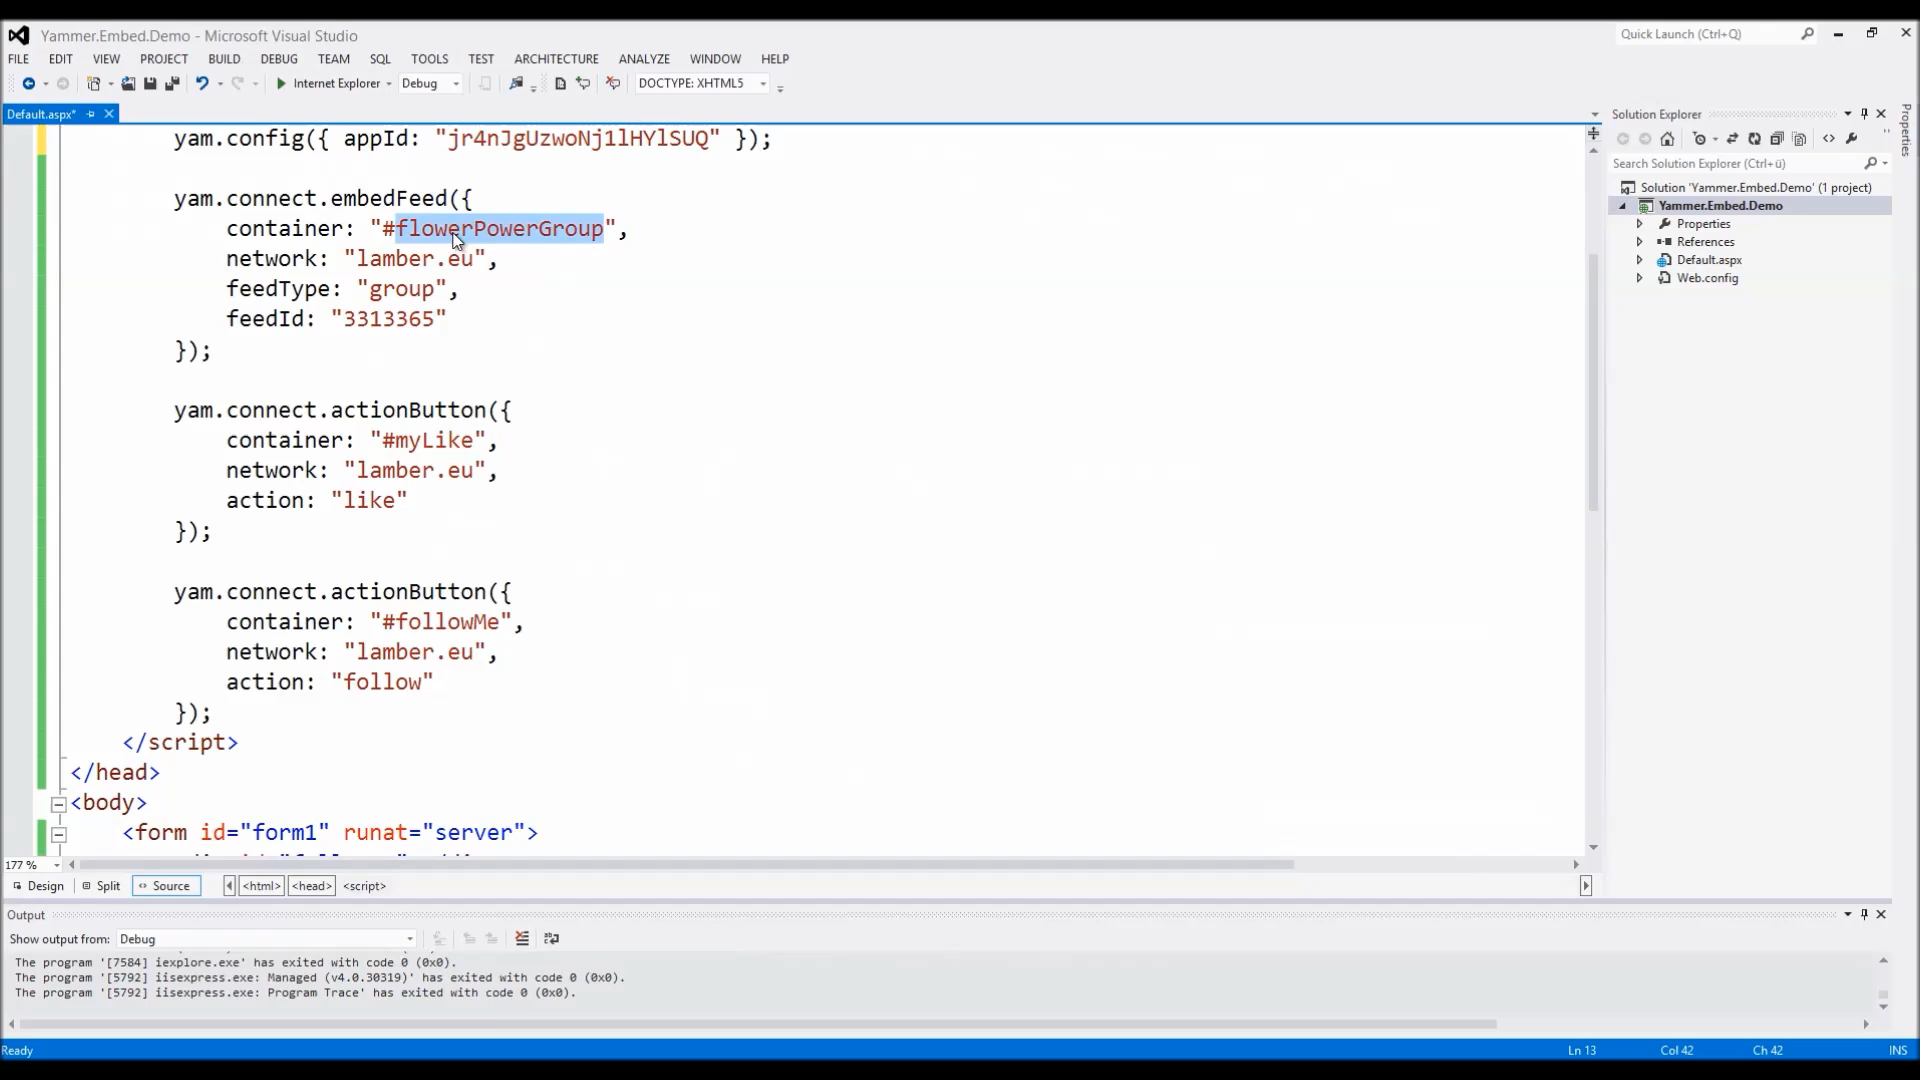 Yammer.Embed.Demo - Microsoft Visual Studio
Quick Launch (Ctrl+Q)
FILE EDIT VIEW PROJECT BUILD DEBUG TEAM SQL TOOLS TEST ARCHITECTURE ANALYZE WINDOW HELP
Internet Explorer Debug DOCTYPE: XHTML5
Default.aspx*
yam.config({ appId: "jr4nJgUzwoNj1lHYlSUQ" });
yam.connect.embedFeed({
container: "#flowerPowerGroup",
network: "lamber.eu",
feedType: "group",
feedId: "3313365"
});
yam.connect.actionButton({
container: "#myLike",
network: "lamber.eu",
action: "like"
});
yam.connect.actionButton({
container: "#followMe",
network: "lamber.eu",
action: "follow"
});
</script>
</head>
<body>
<form id="form1" runat="server">
177 %
Design Split Source <html> <head> <script>
Output
Show output from: Debug
The program '[7584] iexplore.exe' has exited with code 0 (0x0).
The program '[5792] iisexpress.exe: Managed (v4.0.30319)' has exited with code 0 (0x0).
The program '[5792] iisexpress.exe: Program Trace' has exited with code 0 (0x0).
Solution Explorer
Search Solution Explorer (Ctrl+ü)
Solution 'Yammer.Embed.Demo' (1 project)
Yammer.Embed.Demo
Properties
References
Default.aspx
Web.config
Properties
Ready
Ln 13 Col 42 Ch 42 INS